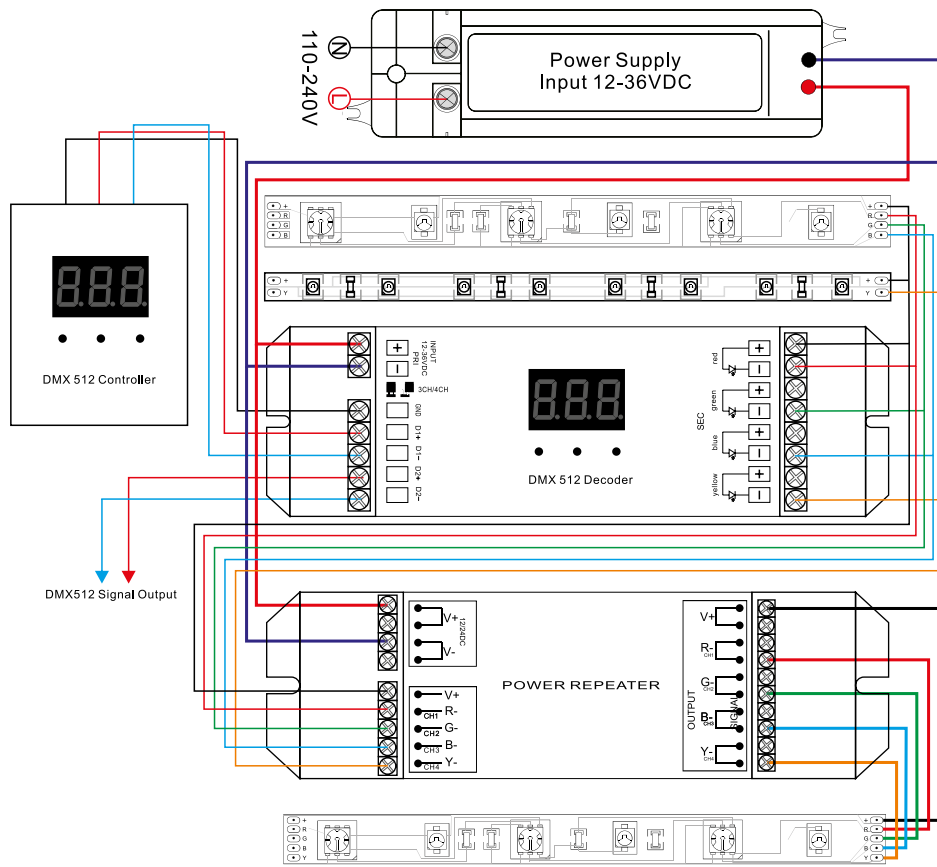 110-240V
N
L
Power Supply
Input 12-36VDC
+
R
G
B
+
R
G
B
+
Y
+
Y
888
DMX 512 Controller
INPUT
12-36VDC
PRI
+
−
3CH/4CH
GND
D1+
D1−
D2+
D2−
888
DMX 512 Decoder
SEC
red
+
−
green
+
−
blue
+
−
yellow
+
−
DMX512 Signal Output
V+
V-
12/24DC
V+
R-
CH1
G-
CH2
B-
CH3
Y-
CH4
POWER REPEATER
OUTPUT
SIGNAL
V+
R-
CH1
G-
CH2
B-
CH3
Y-
CH4
+
R
G
B
Y
+
R
G
B
Y